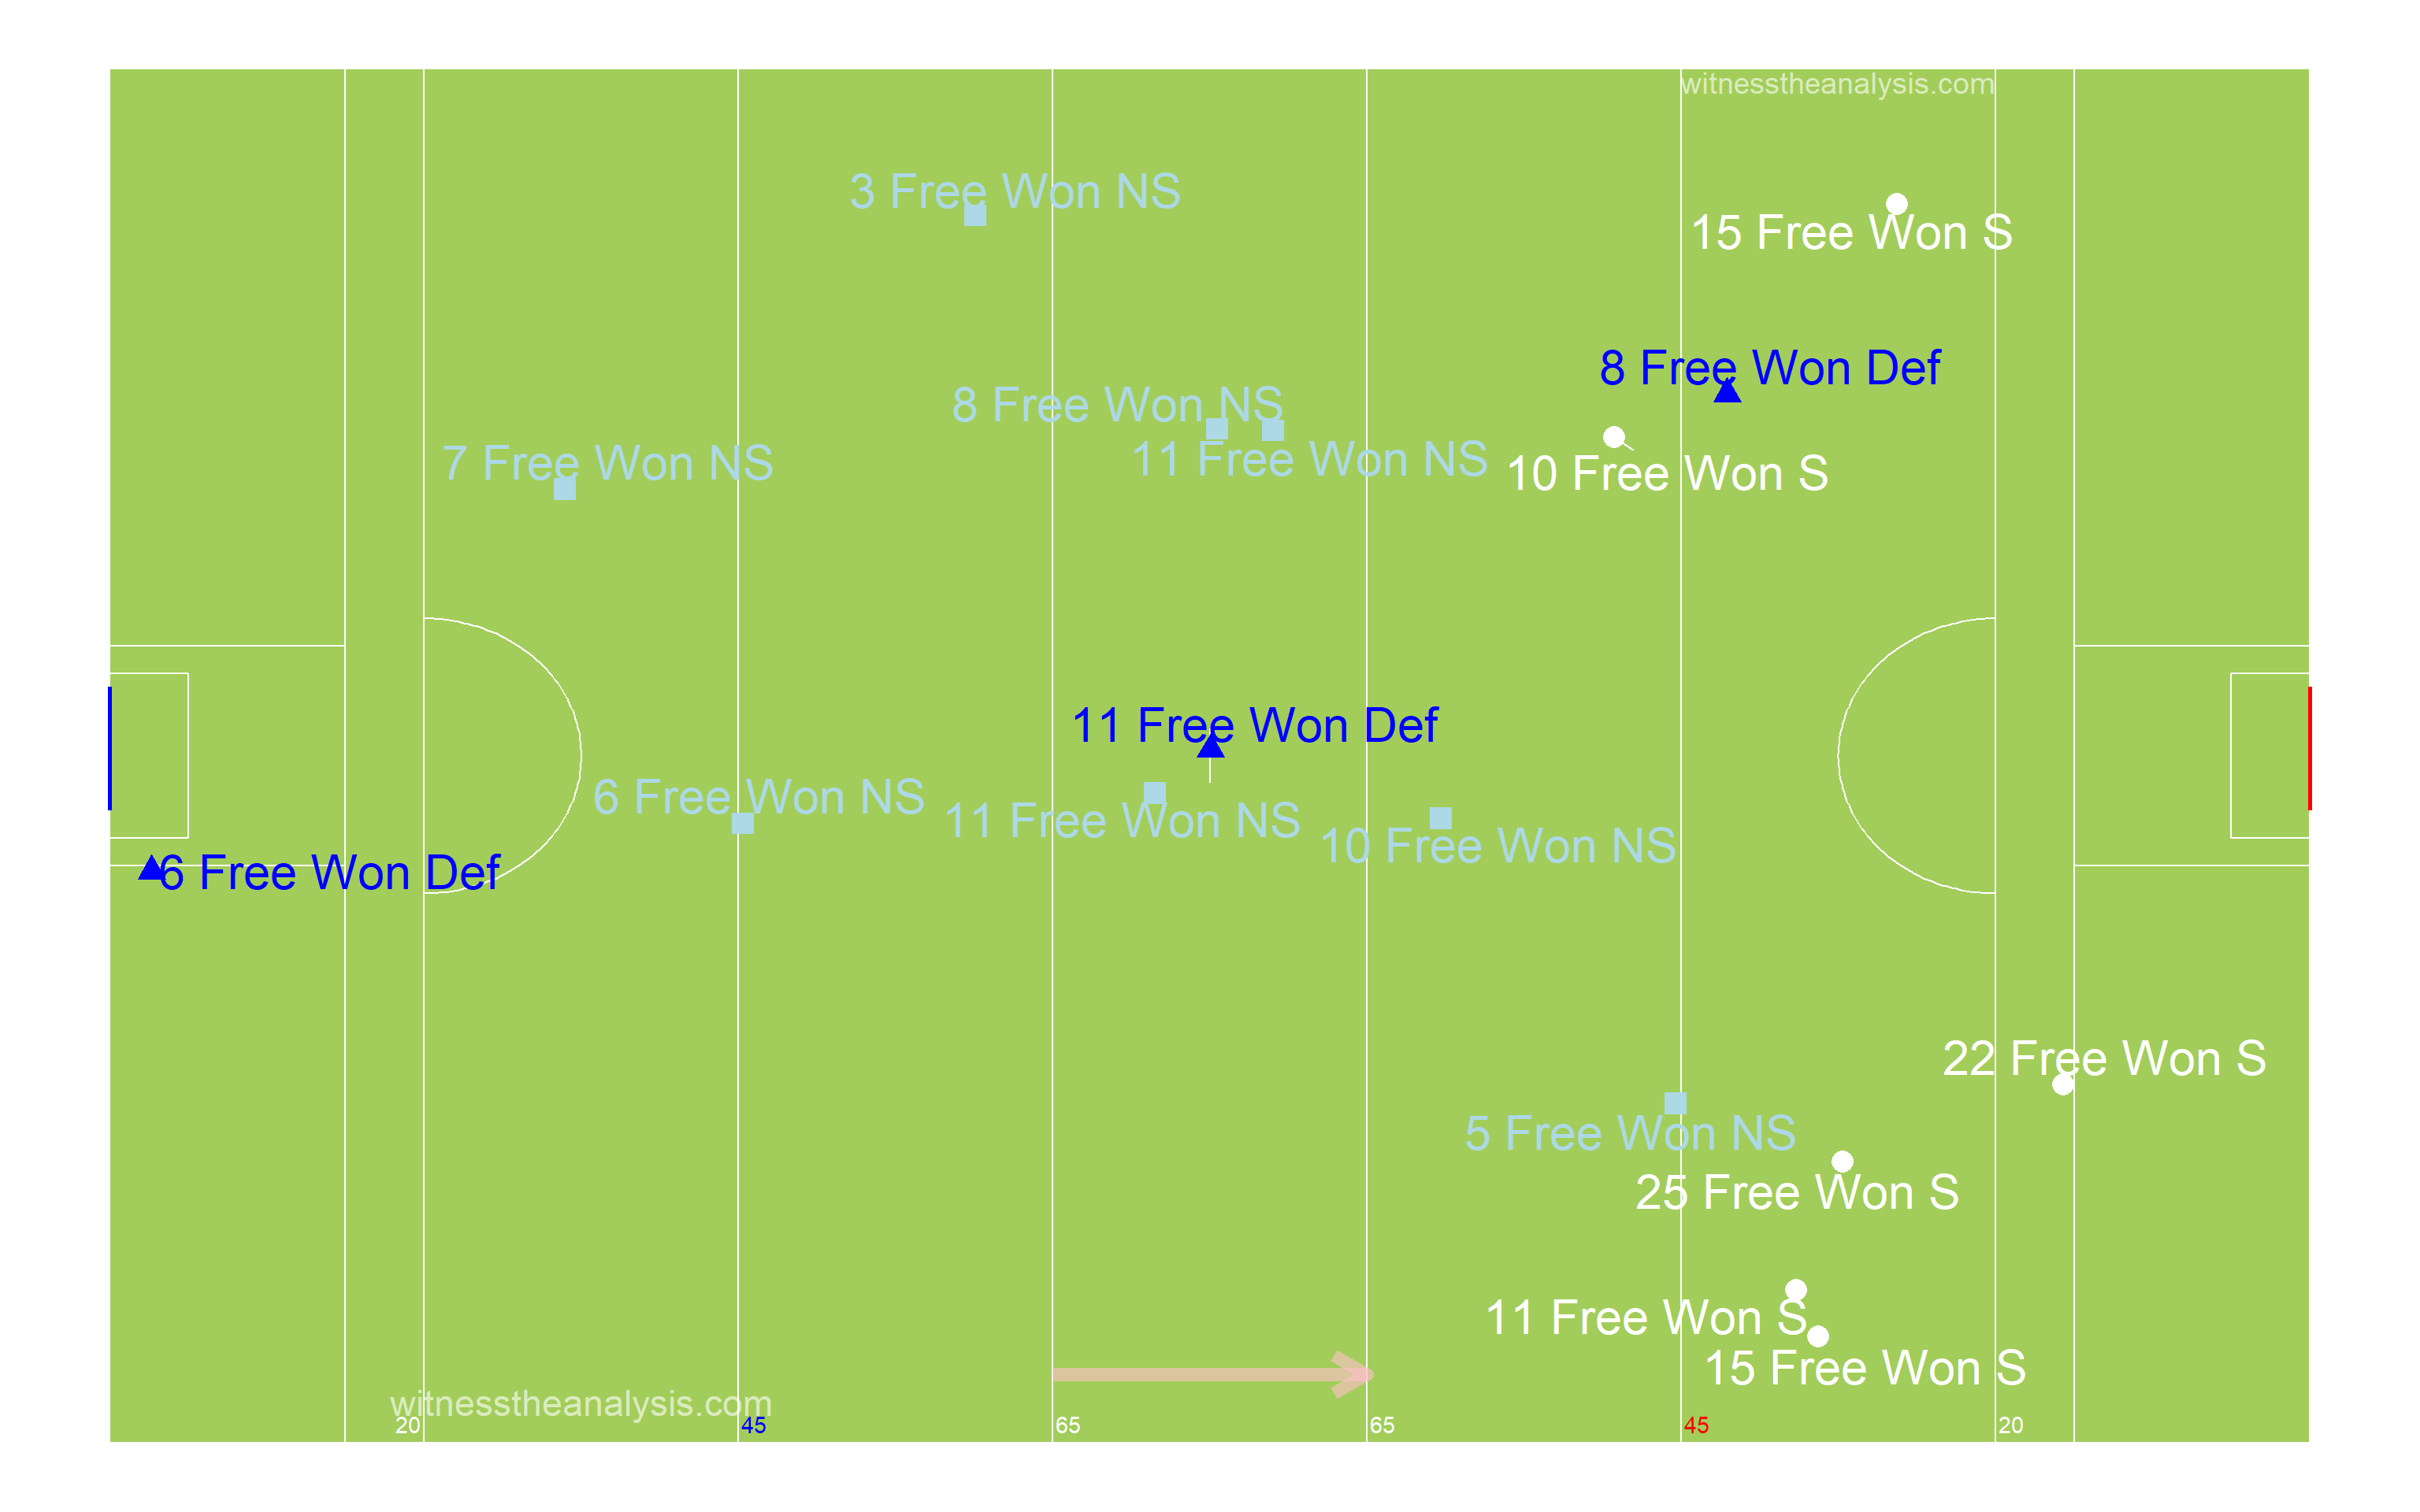 witnesstheanalysis.com
3 Free Won NS
15 Free Won S
8 Free Won Def
8 Free Won NS
11 Free Won NS
7 Free Won NS
10 Free Won S
11 Free Won Def
6 Free Won NS
11 Free Won NS
10 Free Won NS
6 Free Won Def
22 Free Won S
5 Free Won NS
25 Free Won S
11 Free Won S
15 Free Won S
witnesstheanalysis.com
20
45
65
65
45
20